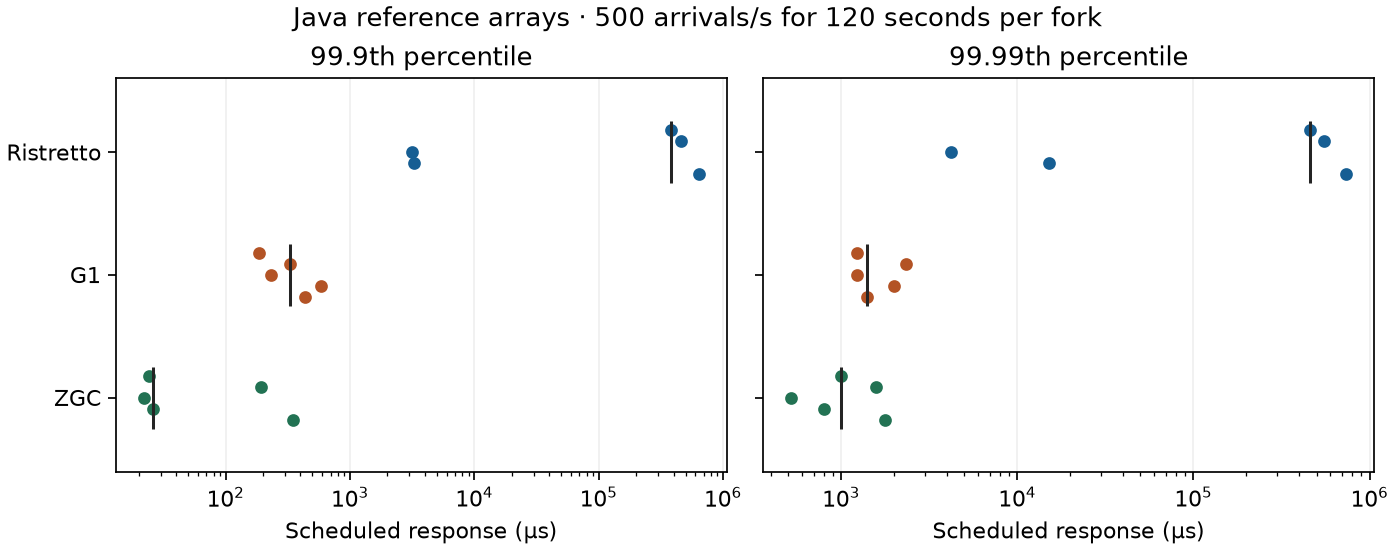 Java reference arrays · 500 arrivals/s for 120 seconds per fork
99.9th percentile
99.99th percentile
Ristretto
G1
ZGC
10² 10³ 10⁴ 10⁵ 10⁶
10³ 10⁴ 10⁵ 10⁶
Scheduled response (µs)
Scheduled response (µs)